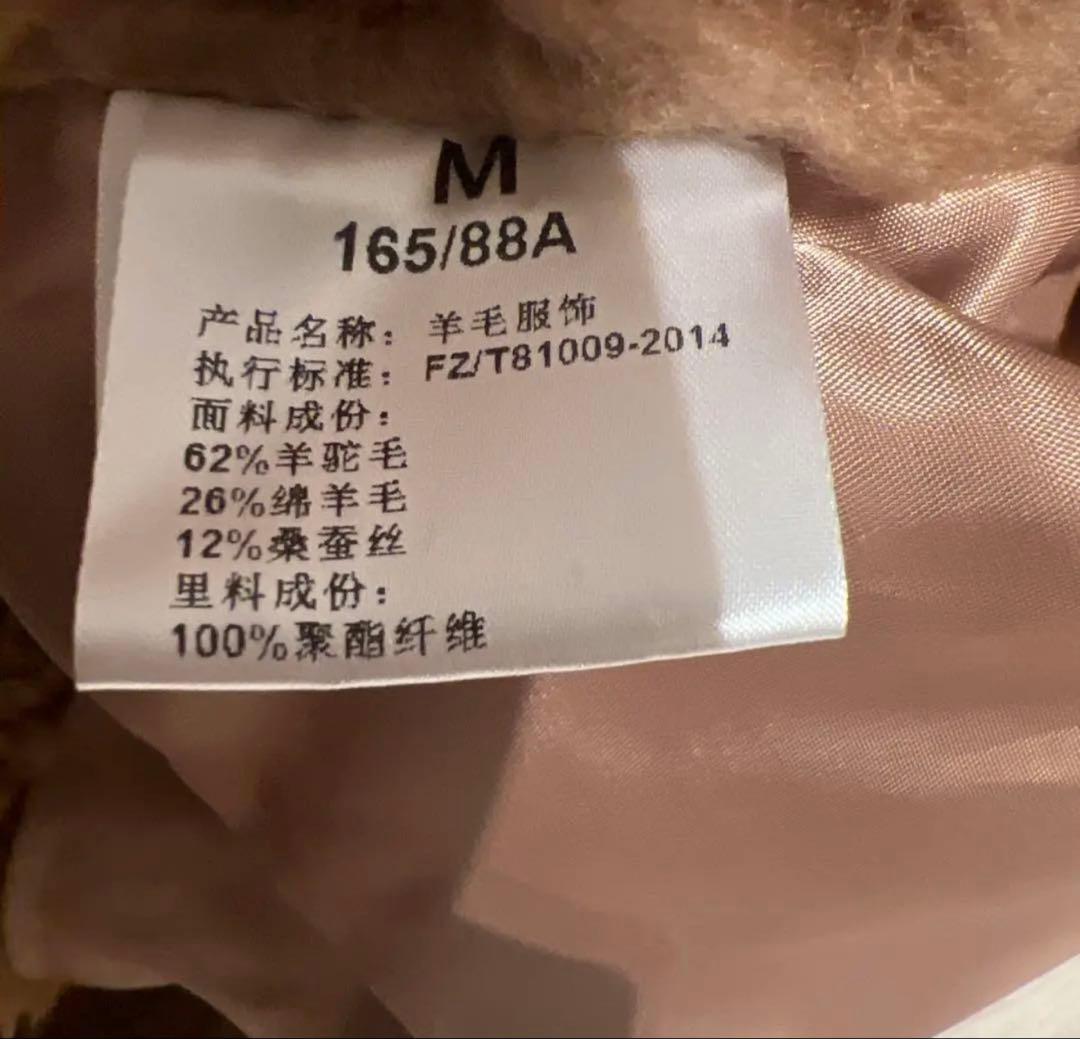 M
165/88A
产品名称：羊毛服饰
执行标准：FZ/T81009-2014
面料成份：
62%羊驼毛
26%绵羊毛
12%桑蚕丝
里料成份：
100%聚酯纤维